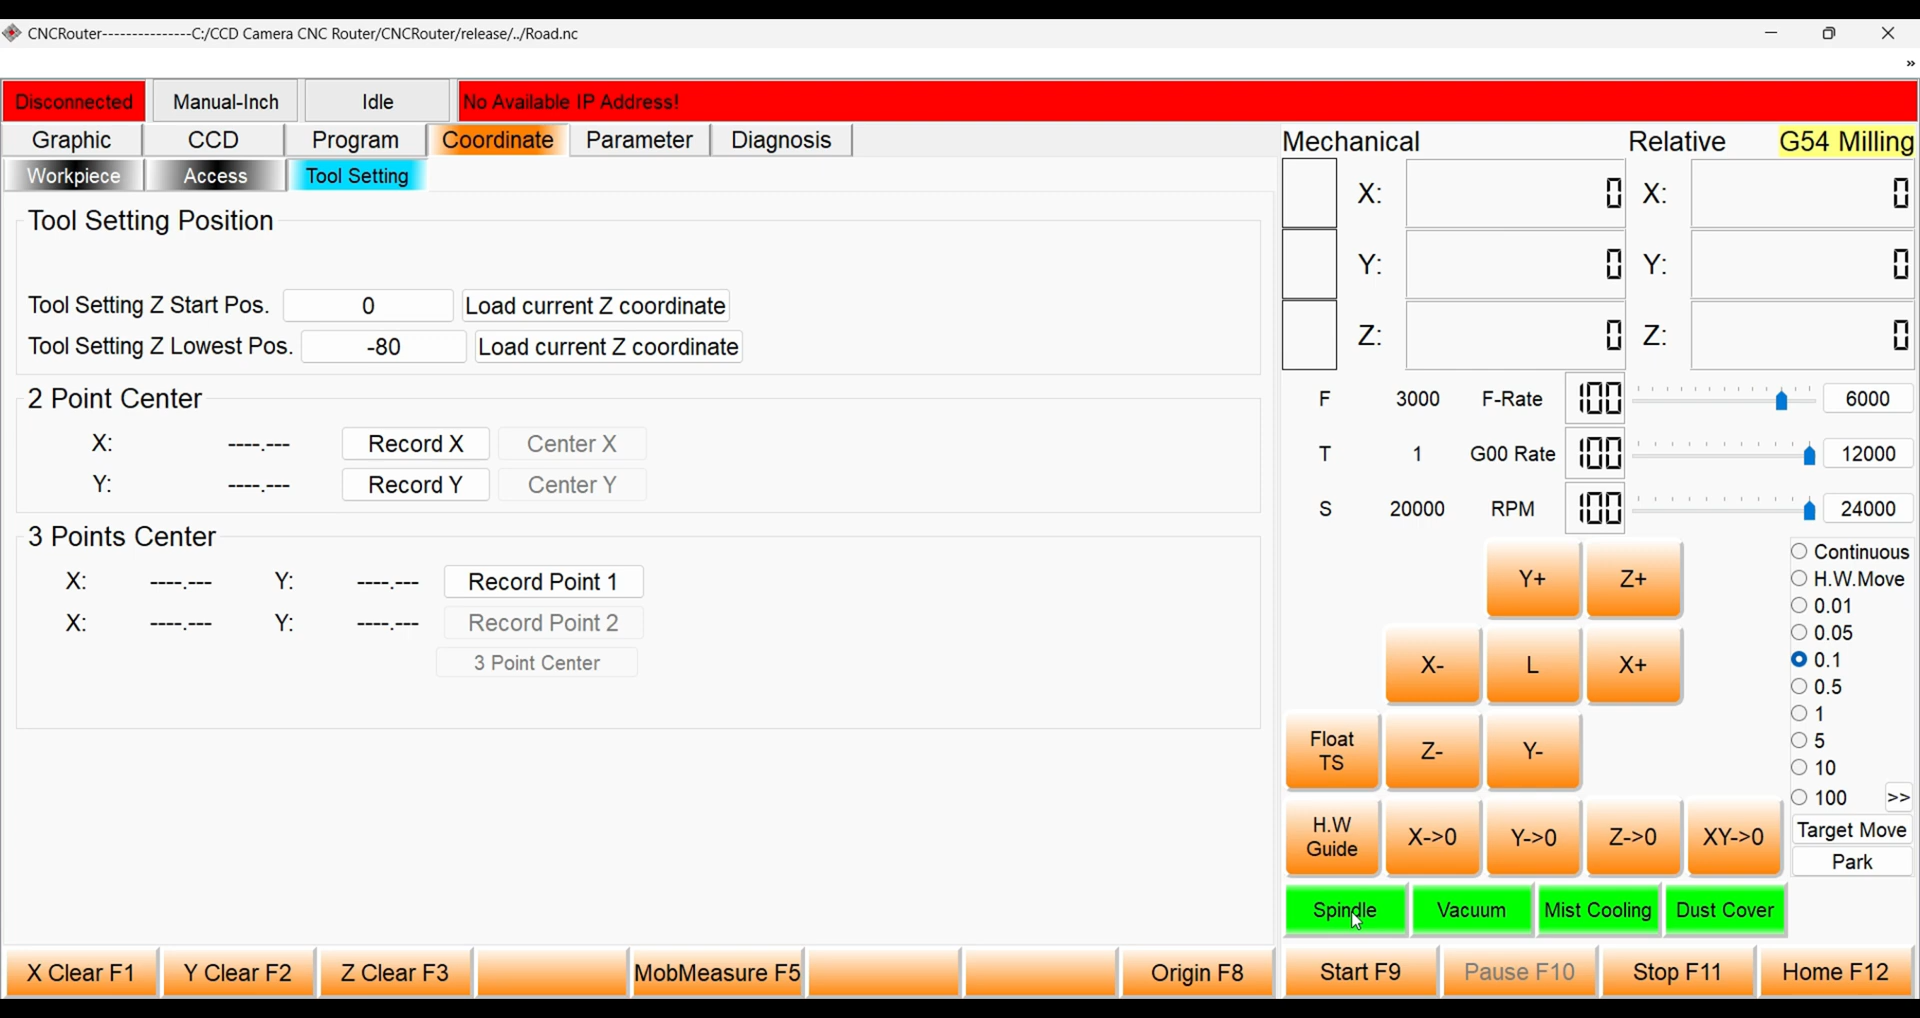 CNCRouter---------------C:/CCD Camera CNC Router/CNCRouter/release/../Road.nc
»
Disconnected Manual-Inch Idle No Available IP Address!
Graphic CCD Program Coordinate Parameter Diagnosis
Workpiece Access Tool Setting
Tool Setting Position
Tool Setting Z Start Pos. 0 Load current Z coordinate
Tool Setting Z Lowest Pos. -80 Load current Z coordinate
2 Point Center
X: ----.--- Record X Center X
Y: ----.--- Record Y Center Y
3 Points Center
X: ----.--- Y: ----.--- Record Point 1
X: ----.--- Y: ----.--- Record Point 2
3 Point Center
Mechanical Relative G54 Milling
X: 0 X: 0
Y: 0 Y: 0
Z: 0 Z: 0
F 3000 F-Rate 100 6000
T 1 G00 Rate 100 12000
S 20000 RPM 100 24000
Y+ Z+
X- L X+
Float TS Z- Y-
H.W Guide X->0 Y->0 Z->0 XY->0
Continuous
H.W.Move
0.01
0.05
0.1
0.5
1
5
10
100 >>
Target Move
Park
Spindle Vacuum Mist Cooling Dust Cover
X Clear F1 Y Clear F2 Z Clear F3 MobMeasure F5 Origin F8 Start F9 Pause F10 Stop F11 Home F12